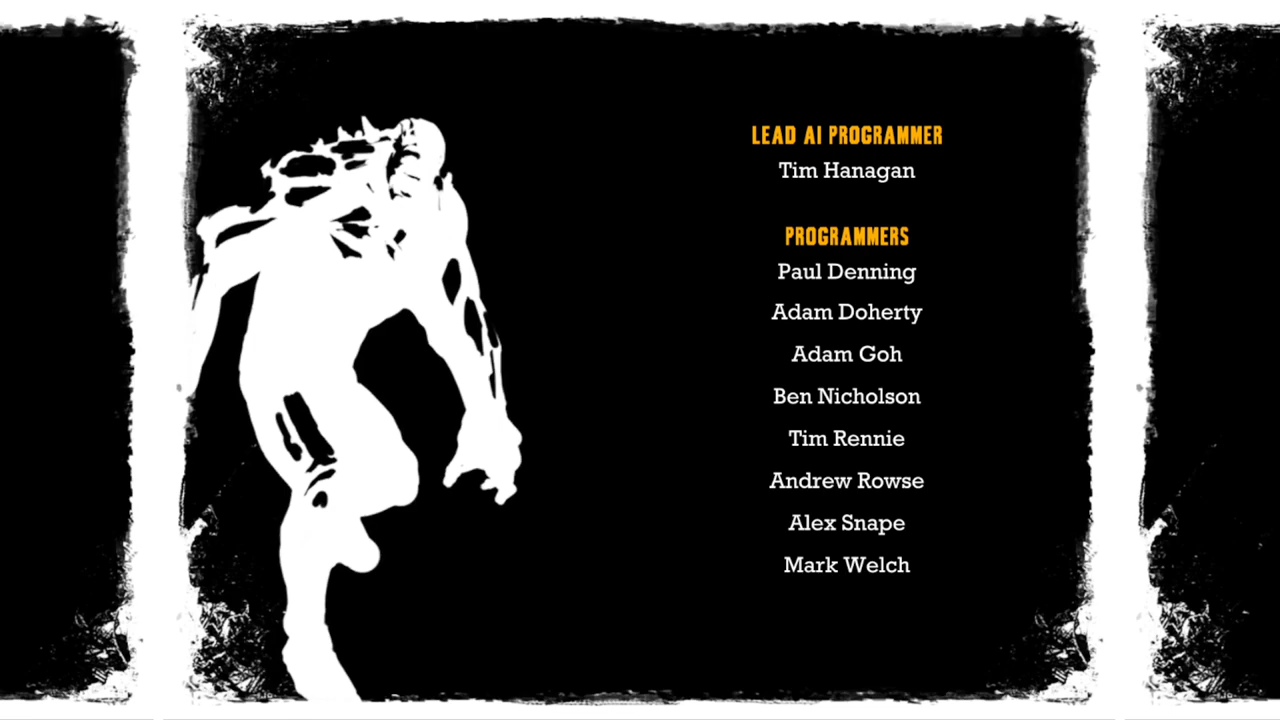 LEAD AI PROGRAMMER
Tim Hanagan
PROGRAMMERS
Paul Denning
Adam Doherty
Adam Goh
Ben Nicholson
Tim Rennie
Andrew Rowse
Alex Snape
Mark Welch